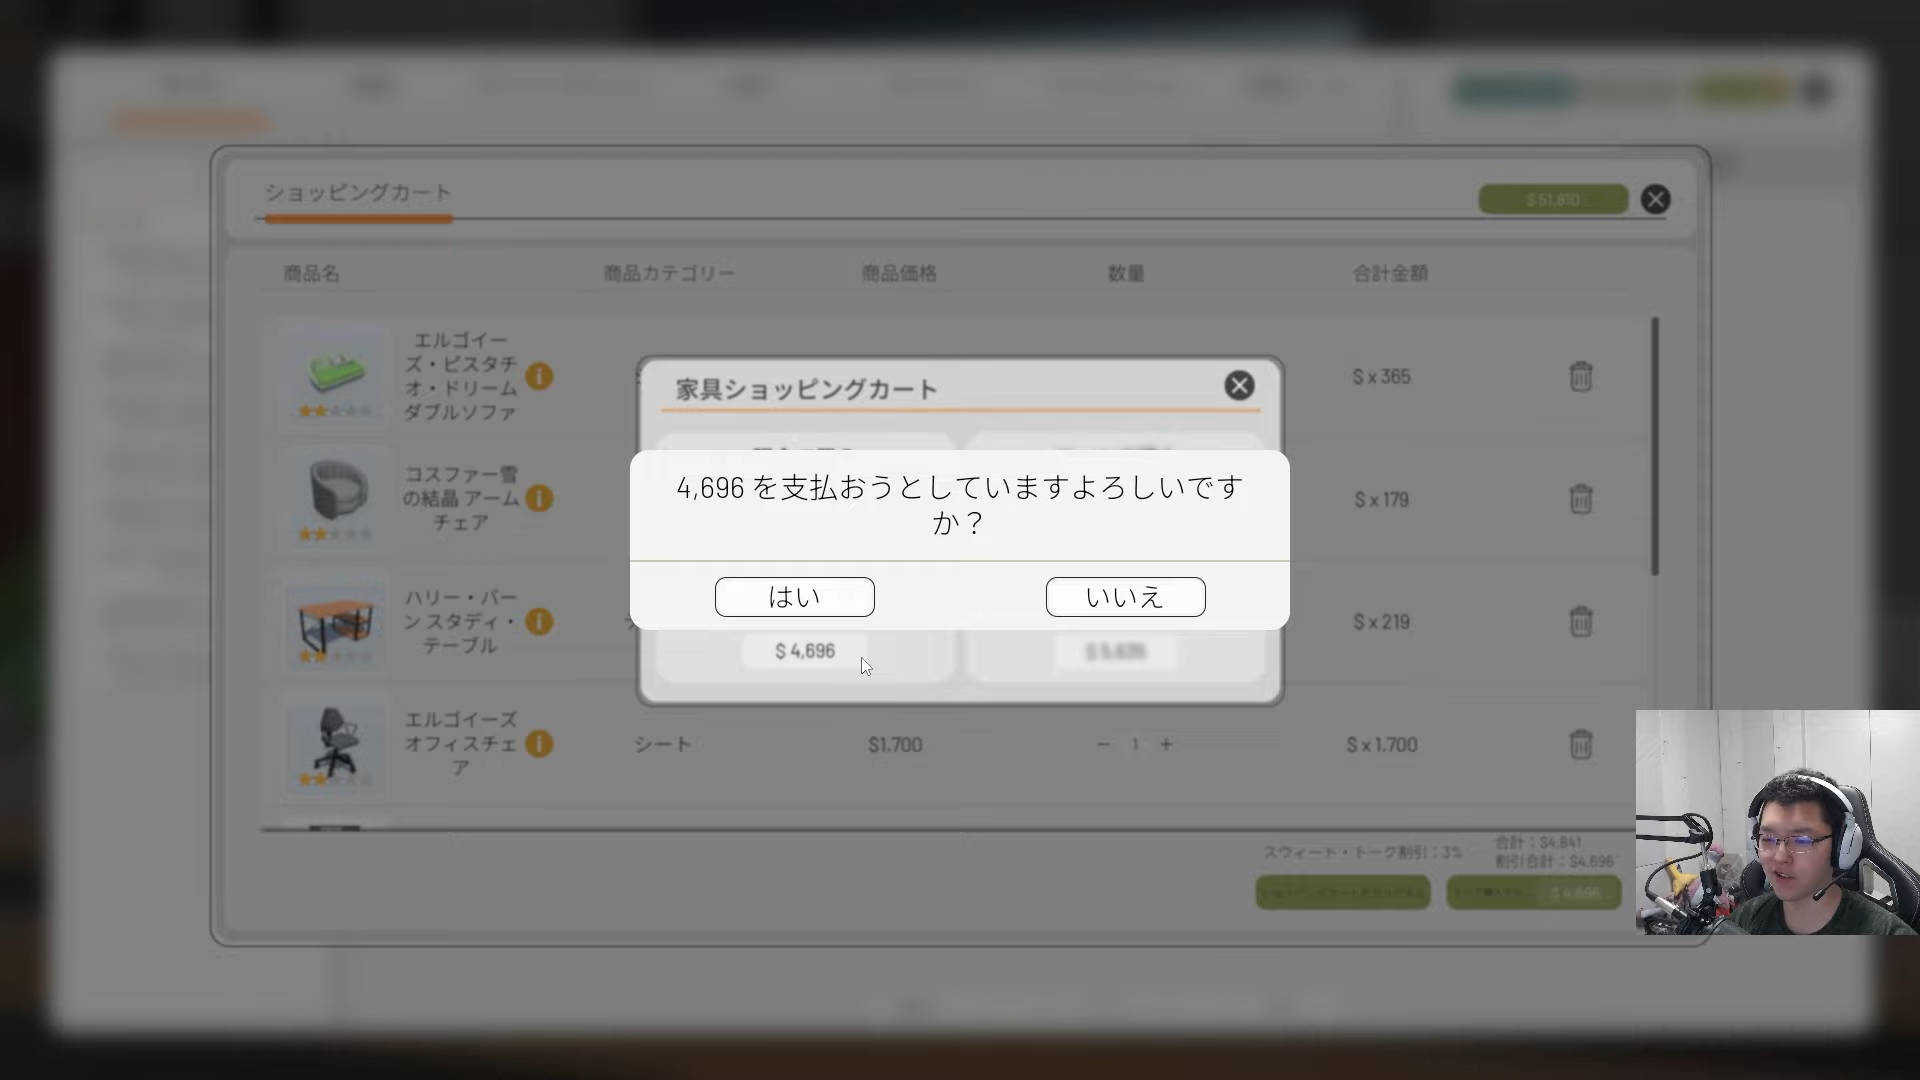 ショッピングカート
$ 51,810
商品名
商品カテゴリー
商品価格
数量
合計金額
エルゴイー
ズ・ピスタチ
オ・ドリーム
ダブルソファ
$ x 365
コスファー雪
の結晶 アーム
チェア
$ x 179
ハリー・バー
ン スタディ・
テーブル
$ x 219
エルゴイーズ
オフィスチェ
ア
シート
$1.700
− 1 +
$ x 1.700
家具ショッピングカート
4,696 を支払おうとしていますよろしいです
か？
はい
いいえ
$ 4,696
$ 5,635
スウィート・トーク割引：3%
合計：$4.841
割引合計：$4.696
$ 4,696